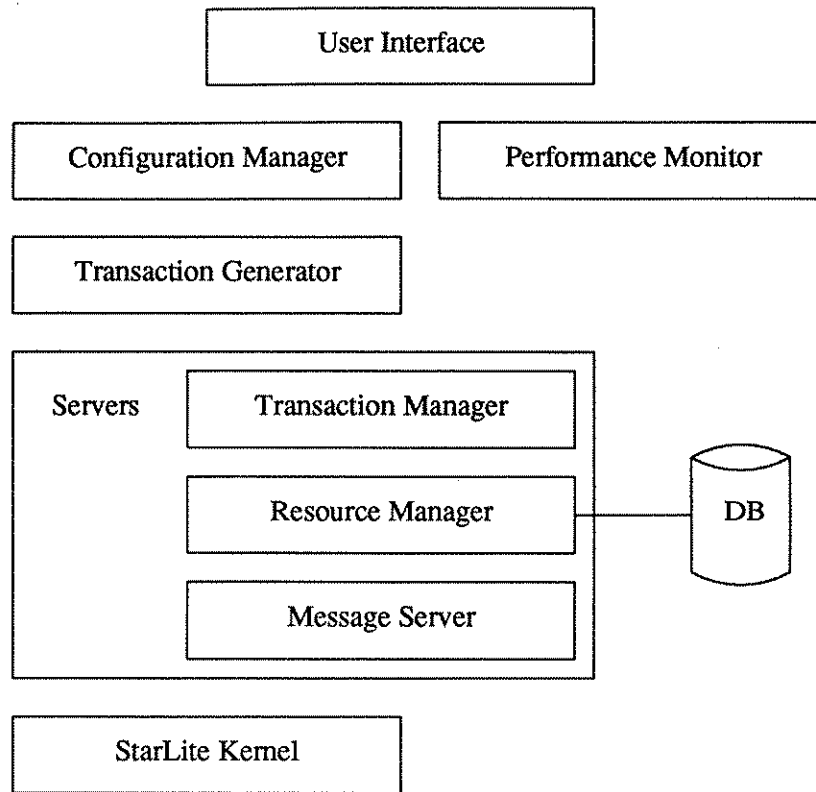 User Interface
Configuration Manager
Performance Monitor
Transaction Generator
Servers
Transaction Manager
Resource Manager
DB
Message Server
StarLite Kernel